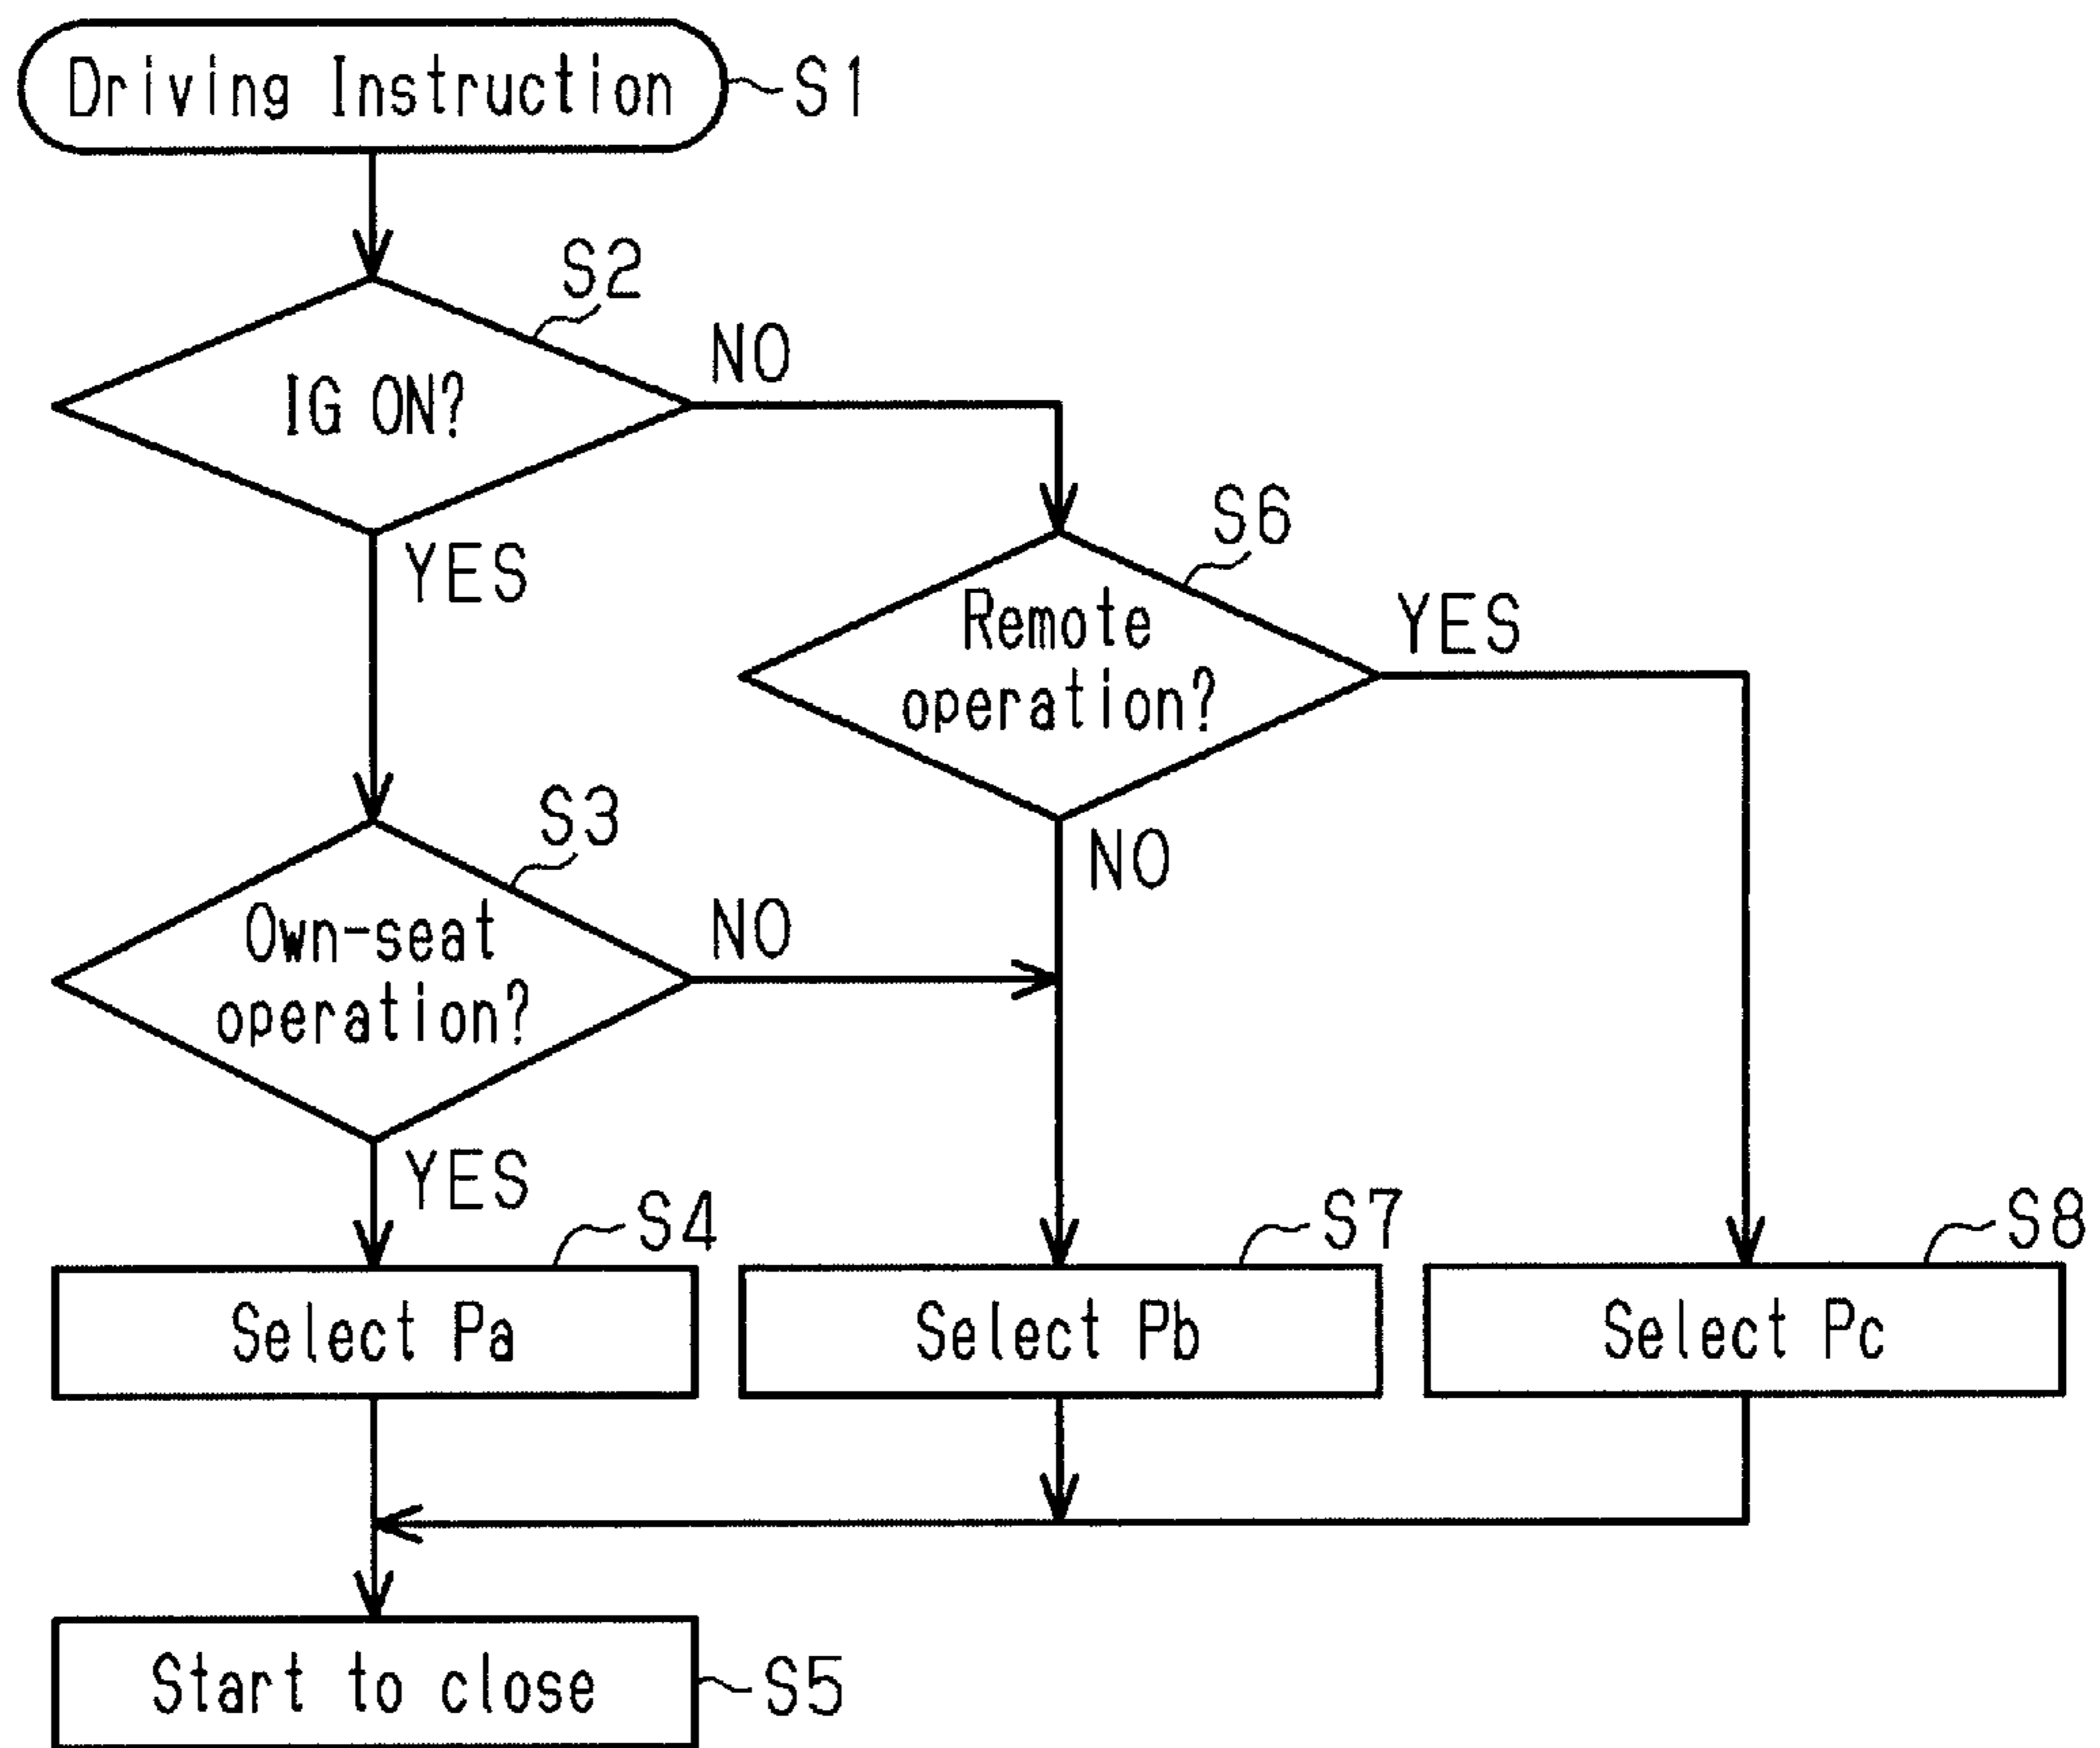 Driving Instruction
S1
S2
IG ON?
NO
YES
S6
Remote
operation?
YES
NO
S3
Own-seat
operation?
NO
YES
S4
Select Pa
S7
Select Pb
S8
Select Pc
Start to close
S5